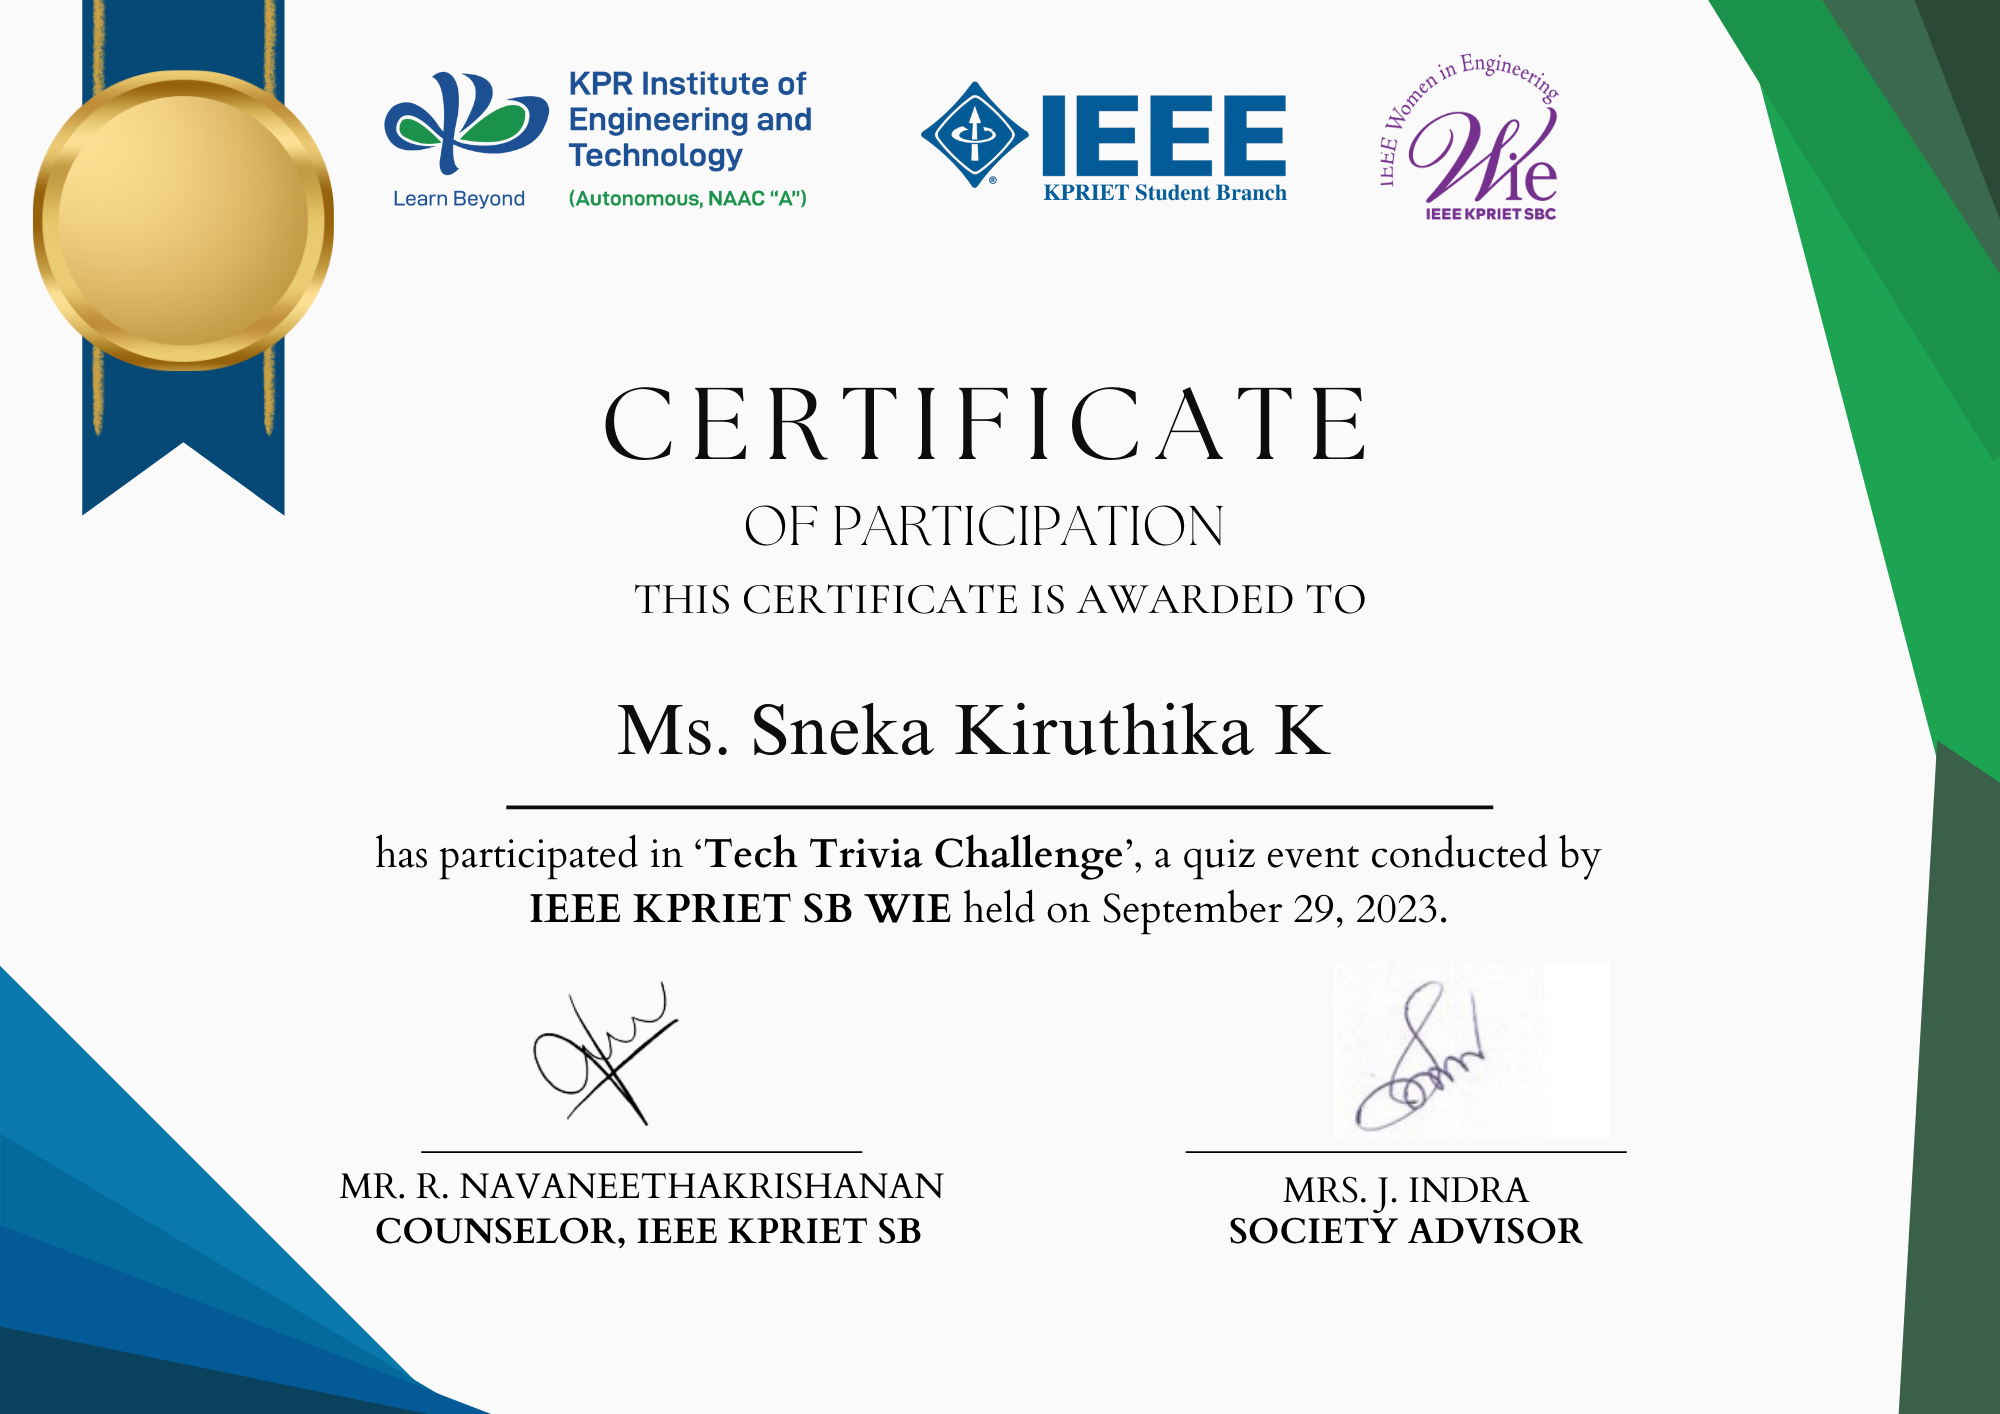 KPR Institute of
Engineering and
Technology
Learn Beyond
(Autonomous, NAAC “A”)
IEEE
®
KPRIET Student Branch
IEEE Women in Engineering
Wie
IEEE KPRIET SBC
CERTIFICATE
OF PARTICIPATION
THIS CERTIFICATE IS AWARDED TO
Ms. Sneka Kiruthika K
has participated in ‘Tech Trivia Challenge’, a quiz event conducted by
IEEE KPRIET SB WIE held on September 29, 2023.
MR. R. NAVANEETHAKRISHANAN
COUNSELOR, IEEE KPRIET SB
MRS. J. INDRA
SOCIETY ADVISOR